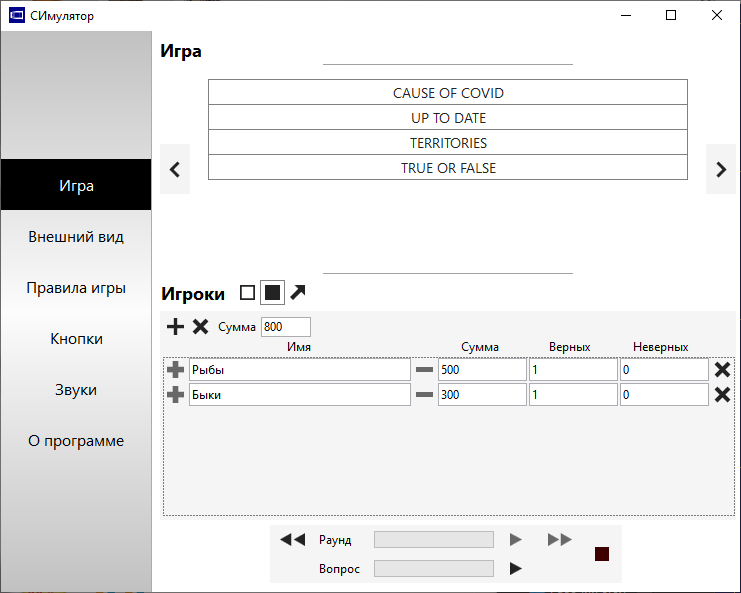 СИмулятор
Игра
Внешний вид
Правила игры
Кнопки
Звуки
О программе
Игра
CAUSE OF COVID
UP TO DATE
TERRITORIES
TRUE OR FALSE
Игроки
Сумма 800
Имя Сумма Верных Неверных
Рыбы 500 1 0
Быки 300 1 0
Раунд
Вопрос